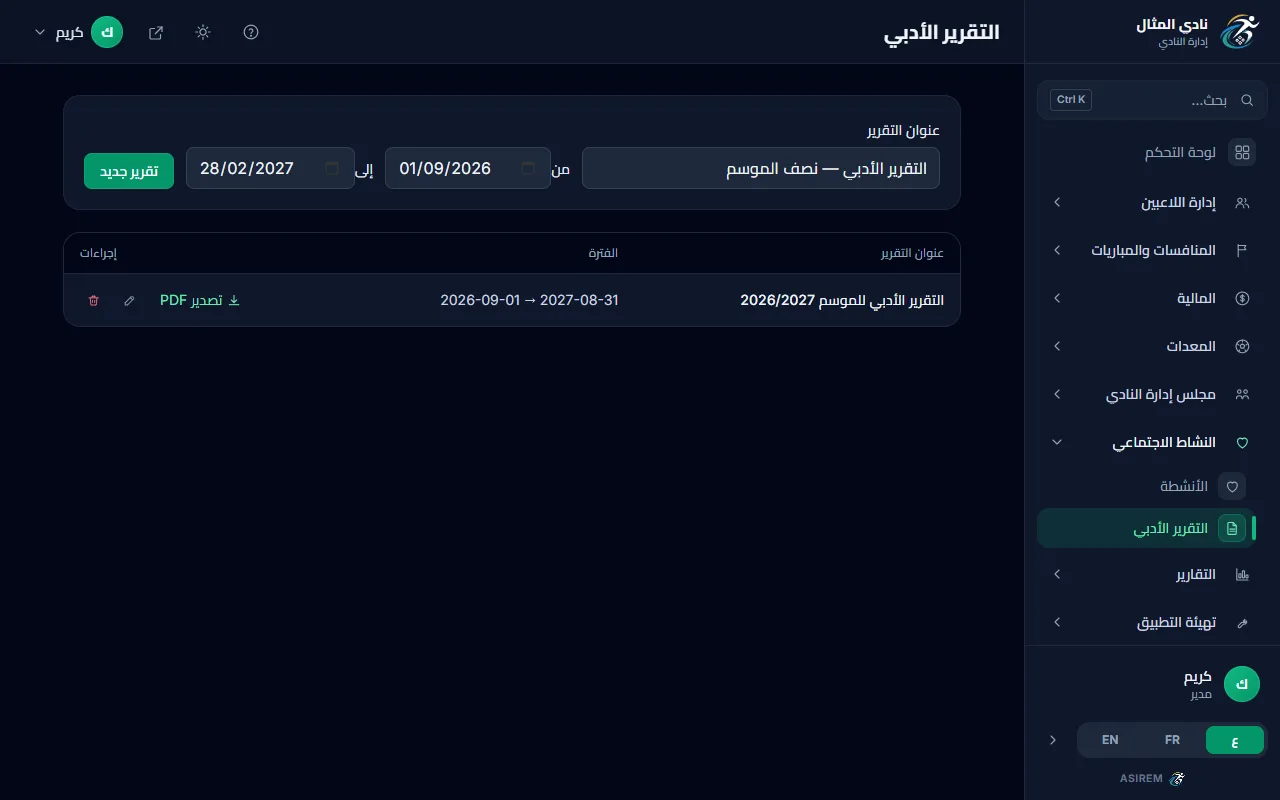 نادي المثال
إدارة النادي
بحث...
Ctrl K
لوحة التحكم
إدارة اللاعبين
المنافسات والمباريات
المالية
المعدات
مجلس إدارة النادي
النشاط الاجتماعي
الأنشطة
التقرير الأدبي
التقارير
تهيئة التطبيق
ك
كريم
مدير
ع
FR
EN
ASIREM
التقرير الأدبي
ك
كريم
عنوان التقرير
التقرير الأدبي — نصف الموسم
من
01/09/2026
إلى
28/02/2027
تقرير جديد
عنوان التقرير
الفترة
إجراءات
التقرير الأدبي للموسم 2026/2027
2026-09-01 → 2027-08-31
تصدير PDF